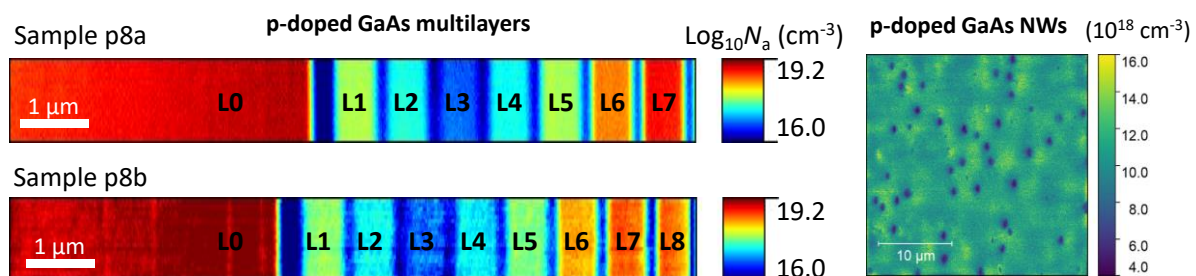 p-doped GaAs multilayers
Sample p8a
Log₁₀Nₐ (cm⁻³)
L0 L1 L2 L3 L4 L5 L6 L7
1 µm
19.2
16.0
Sample p8b
L0 L1 L2 L3 L4 L5 L6 L7 L8
1 µm
19.2
16.0
p-doped GaAs NWs
(10¹⁸ cm⁻³)
16.0
14.0
12.0
10.0
8.0
6.0
4.0
10 µm